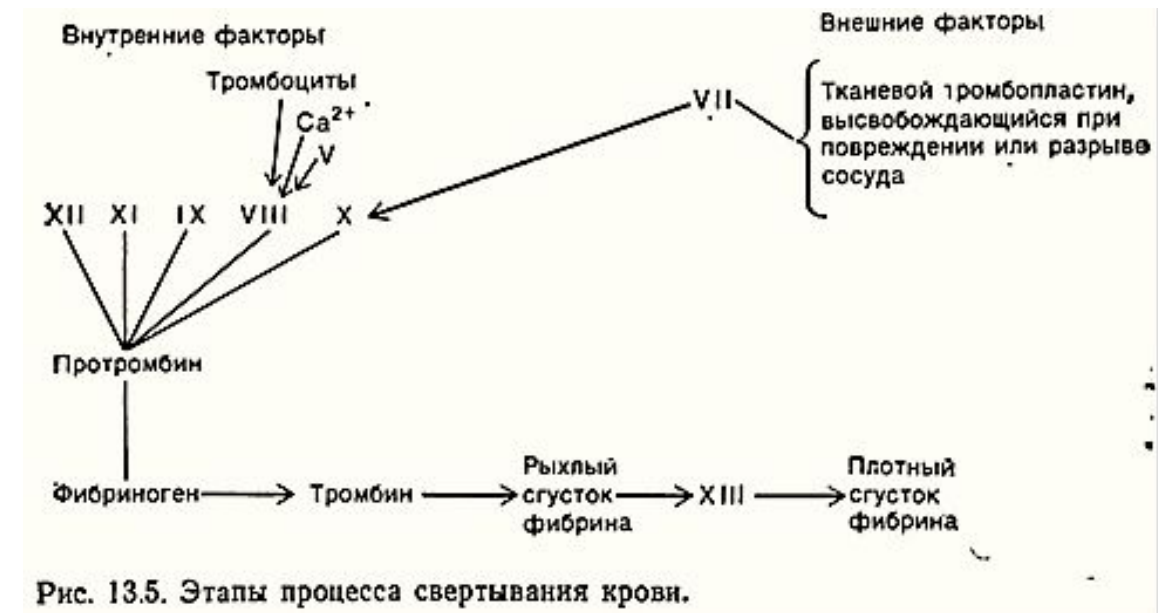 Внутренние факторы
Внешние факторы
Тромбоциты
Ca²⁺
V
VII
Тканевой тромбопластин,
высвобождающийся при
повреждении или разрыве
сосуда
XII XI IX VIII X
Протромбин
Фибриноген
Тромбин
Рыхлый
сгусток
фибрина
XIII
Плотный
сгусток
фибрина
Рис. 13.5. Этапы процесса свертывания крови.